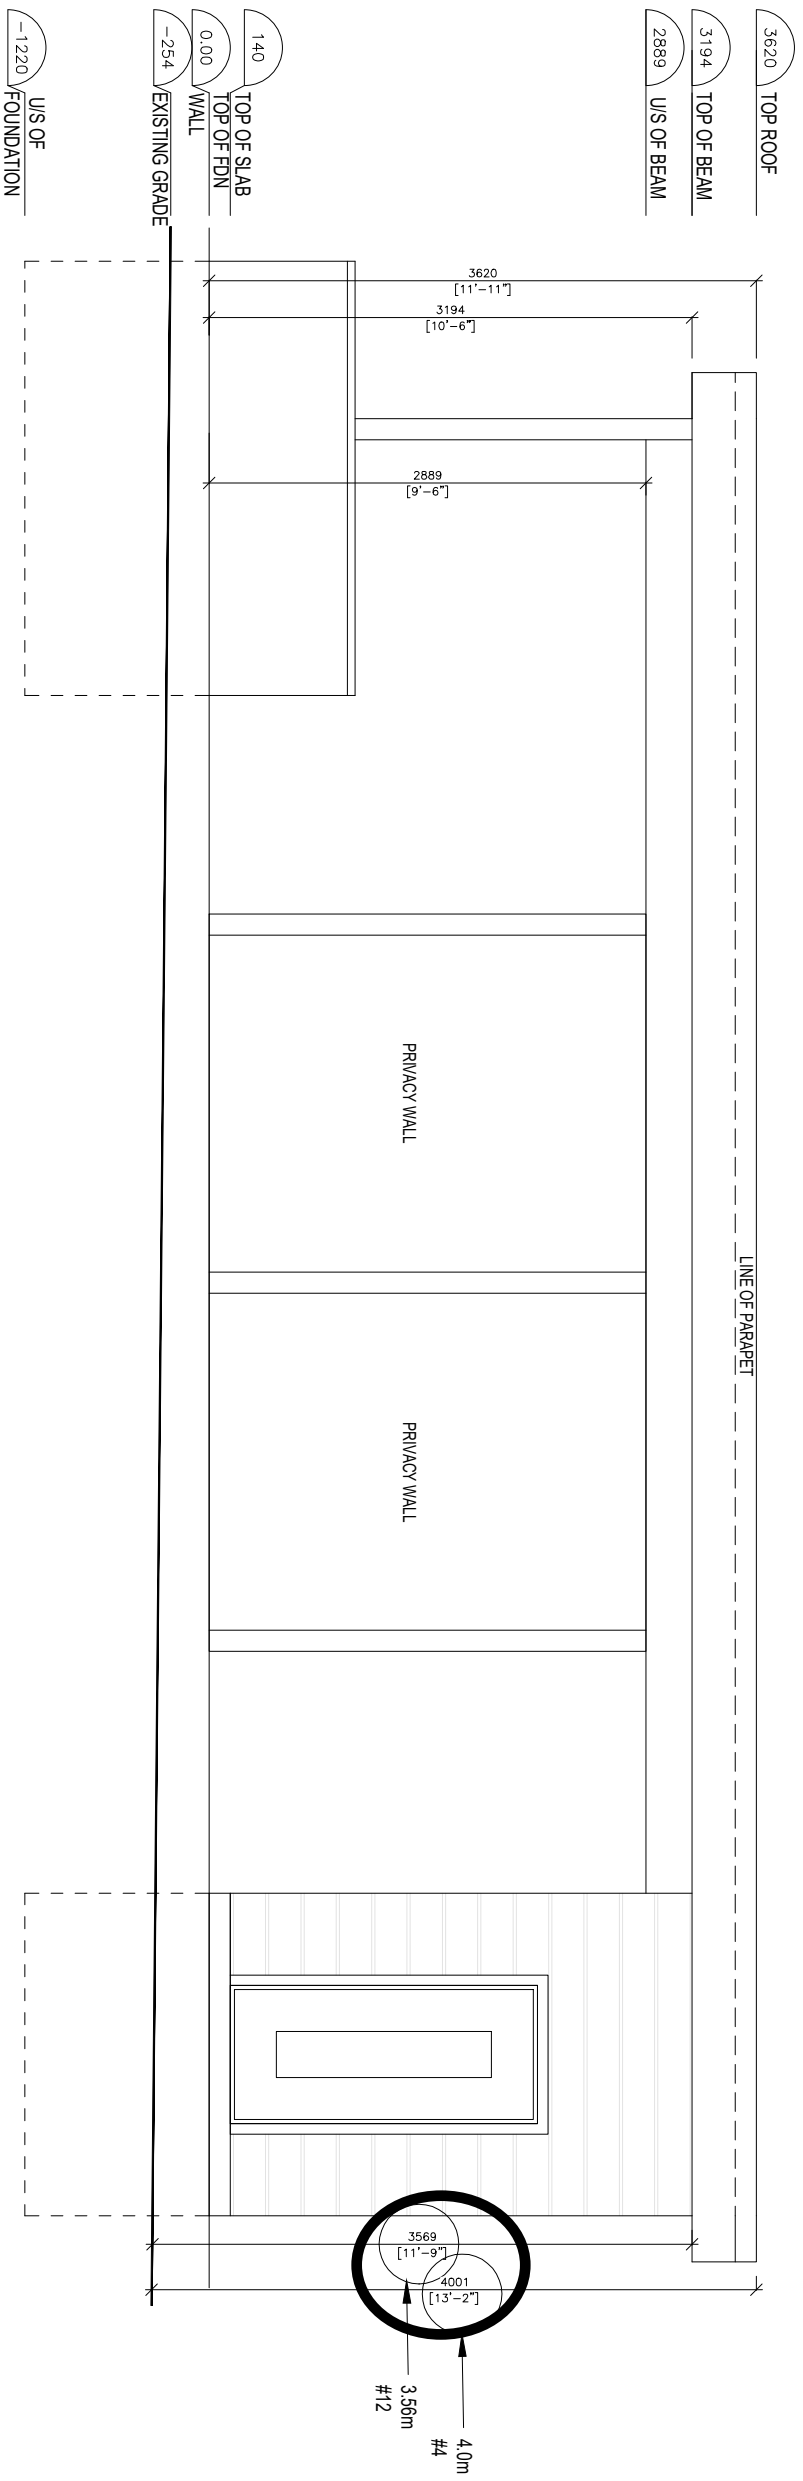 3620
TOP ROOF
3194
TOP OF BEAM
2889
U/S OF BEAM
140
TOP OF SLAB
0.00
TOP OF FDN
WALL
-254
EXISTING GRADE
-1220
U/S OF
FOUNDATION
3620
[11'-11"]
3194
[10'-6"]
2889
[9'-6"]
PRIVACY WALL
PRIVACY WALL
LINE OF PARAPET
3569
[11'-9"]
4001
[13'-2"]
4.0m
#4
3.56m
#12